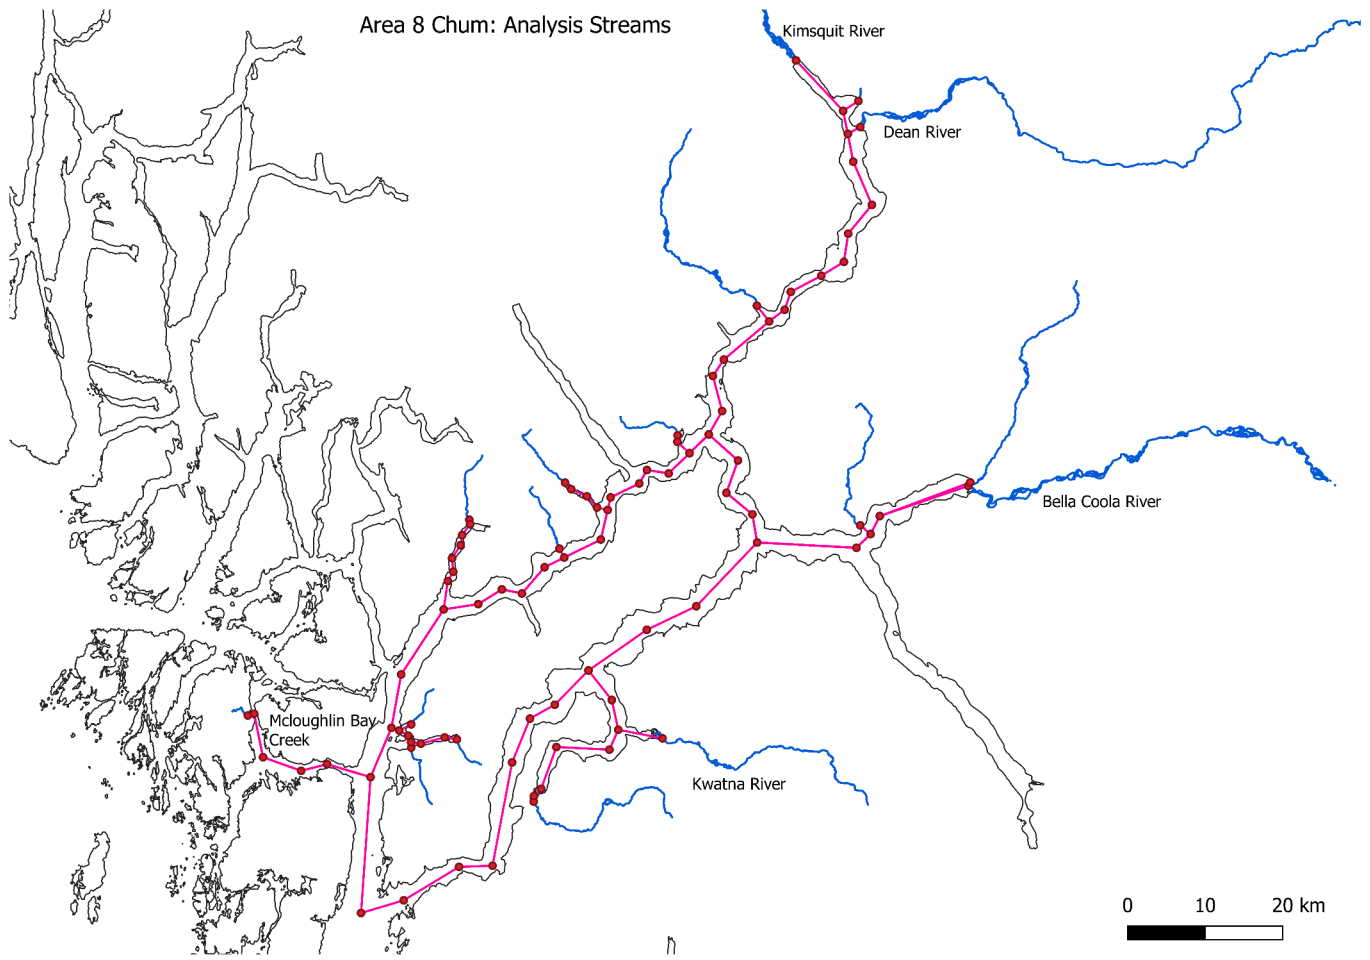 Area 8 Chum: Analysis Streams
Kimsquit River
Dean River
Bella Coola River
Mcloughlin Bay
Creek
Kwatna River
0 10 20 km